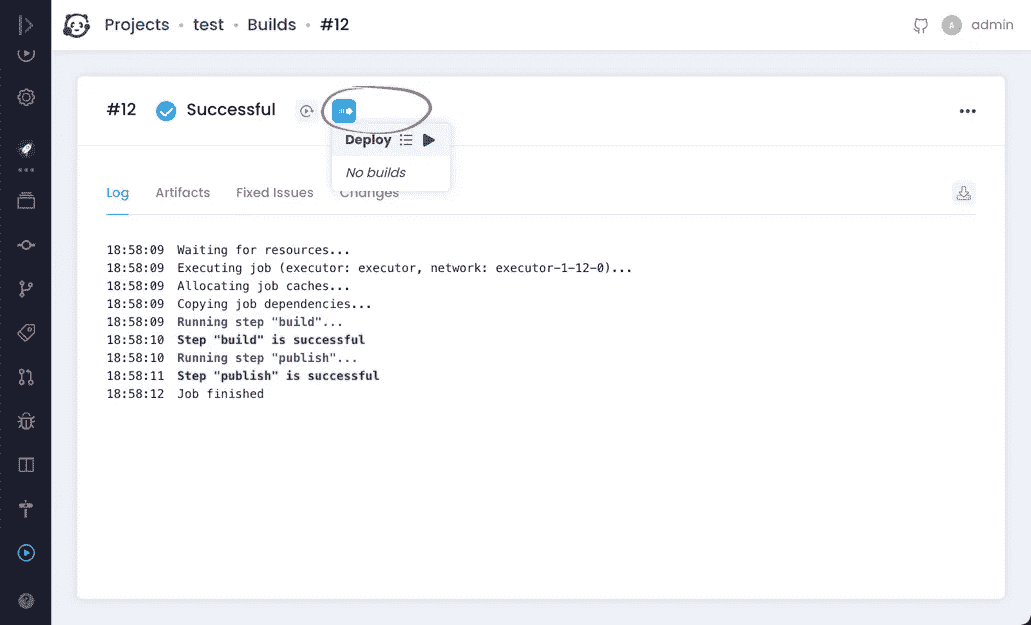 Projects • test • Builds • #12
A admin
#12 Successful
Deploy
No builds
Log Artifacts Fixed Issues Changes
18:58:09 Waiting for resources...
18:58:09 Executing job (executor: executor, network: executor-1-12-0)...
18:58:09 Allocating job caches...
18:58:09 Copying job dependencies...
18:58:09 Running step "build"...
18:58:10 Step "build" is successful
18:58:10 Running step "publish"...
18:58:11 Step "publish" is successful
18:58:12 Job finished